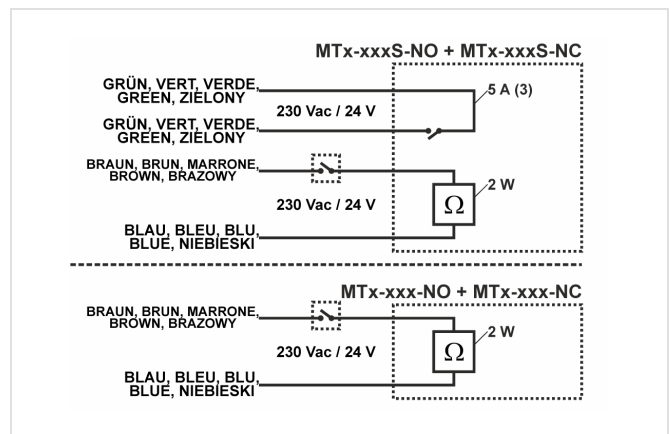 MTx-xxxS-NO + MTx-xxxS-NC
GRÜN, VERT, VERDE,
GREEN, ZIELONY
5 A (3)
230 Vac / 24 V
GRÜN, VERT, VERDE,
GREEN, ZIELONY
BRAUN, BRUN, MARRONE,
BROWN, BRAZOWY
2 W
230 Vac / 24 V
Ω
BLAU, BLEU, BLU,
BLUE, NIEBIESKI
MTx-xxx-NO + MTx-xxx-NC
BRAUN, BRUN, MARRONE,
BROWN, BRAZOWY
2 W
230 Vac / 24 V
Ω
BLAU, BLEU, BLU,
BLUE, NIEBIESKI